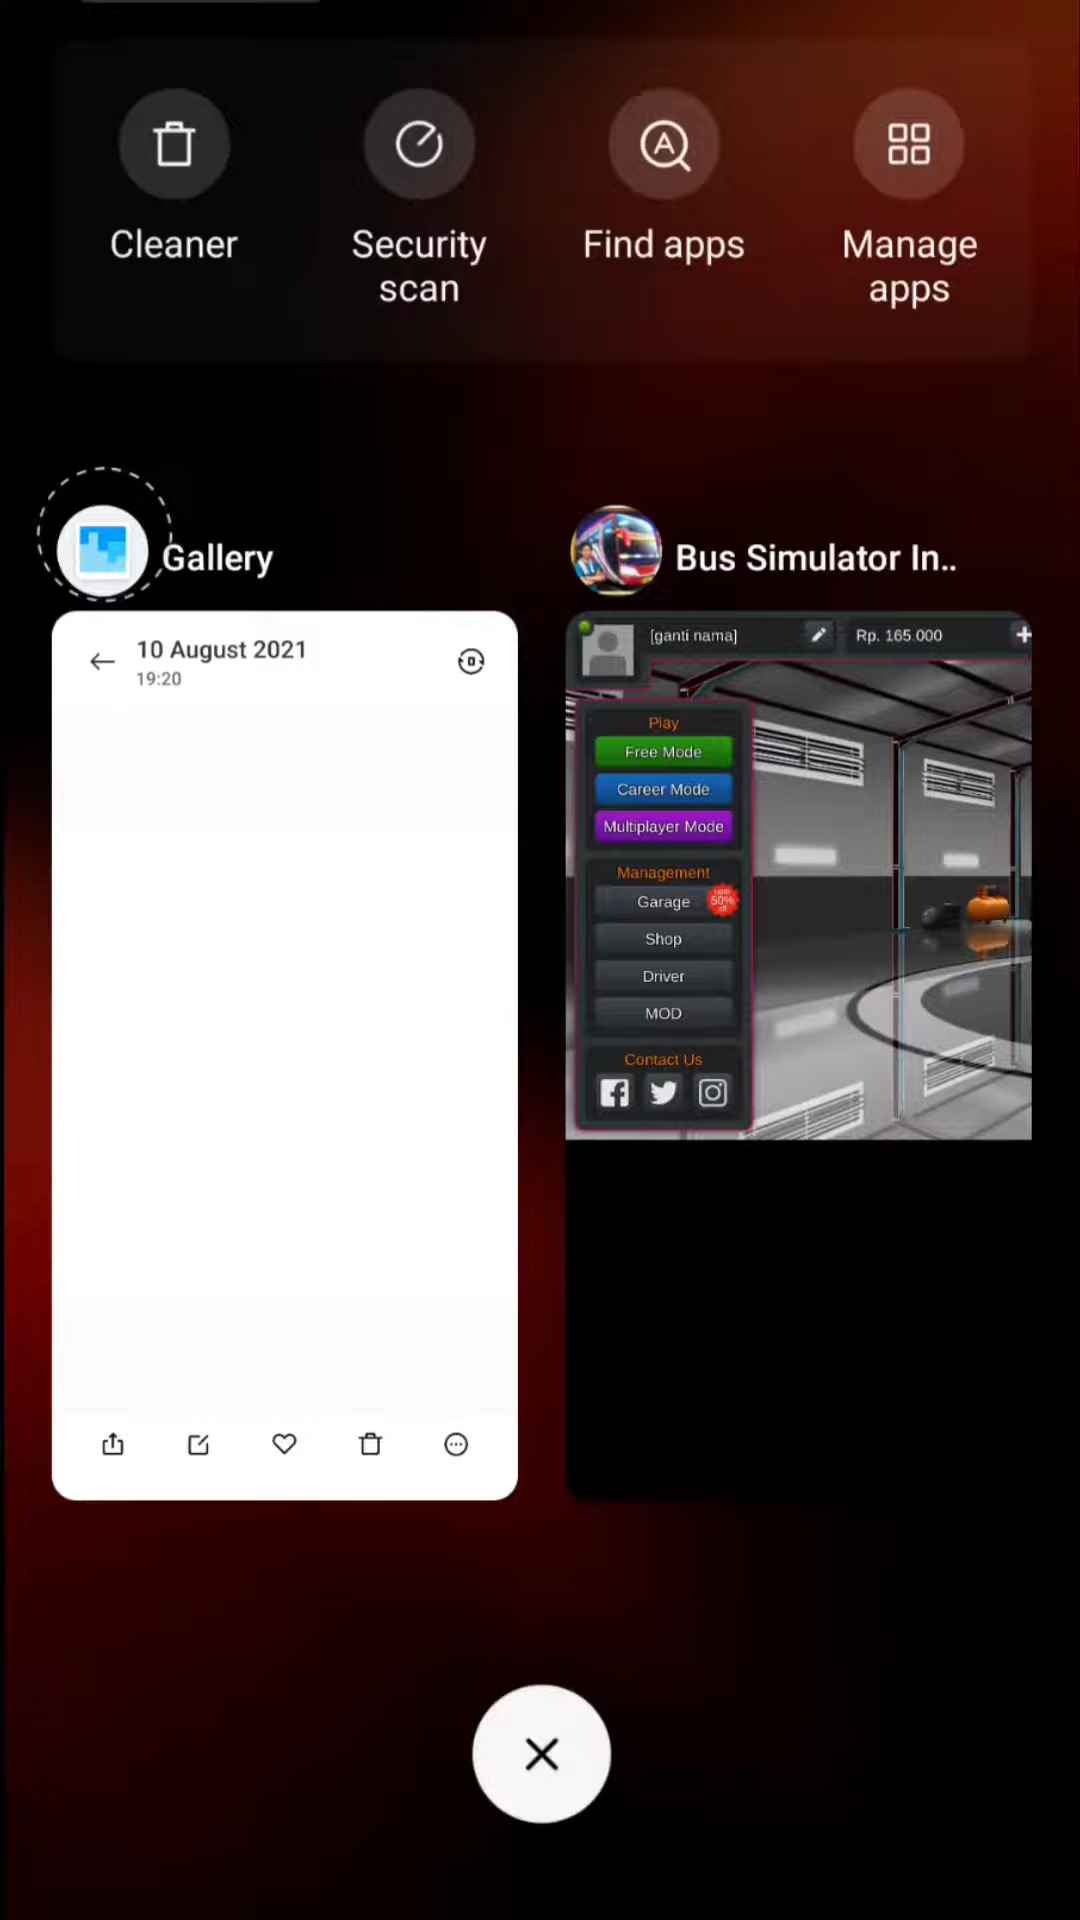 Cleaner
Security
scan
Find apps
Manage
apps
Gallery
Bus Simulator In..
10 August 2021
19:20
[ganti nama]
Rp. 165.000
Play
Free Mode
Career Mode
Multiplayer Mode
Management
Garage
50%
Shop
Driver
MOD
Contact Us